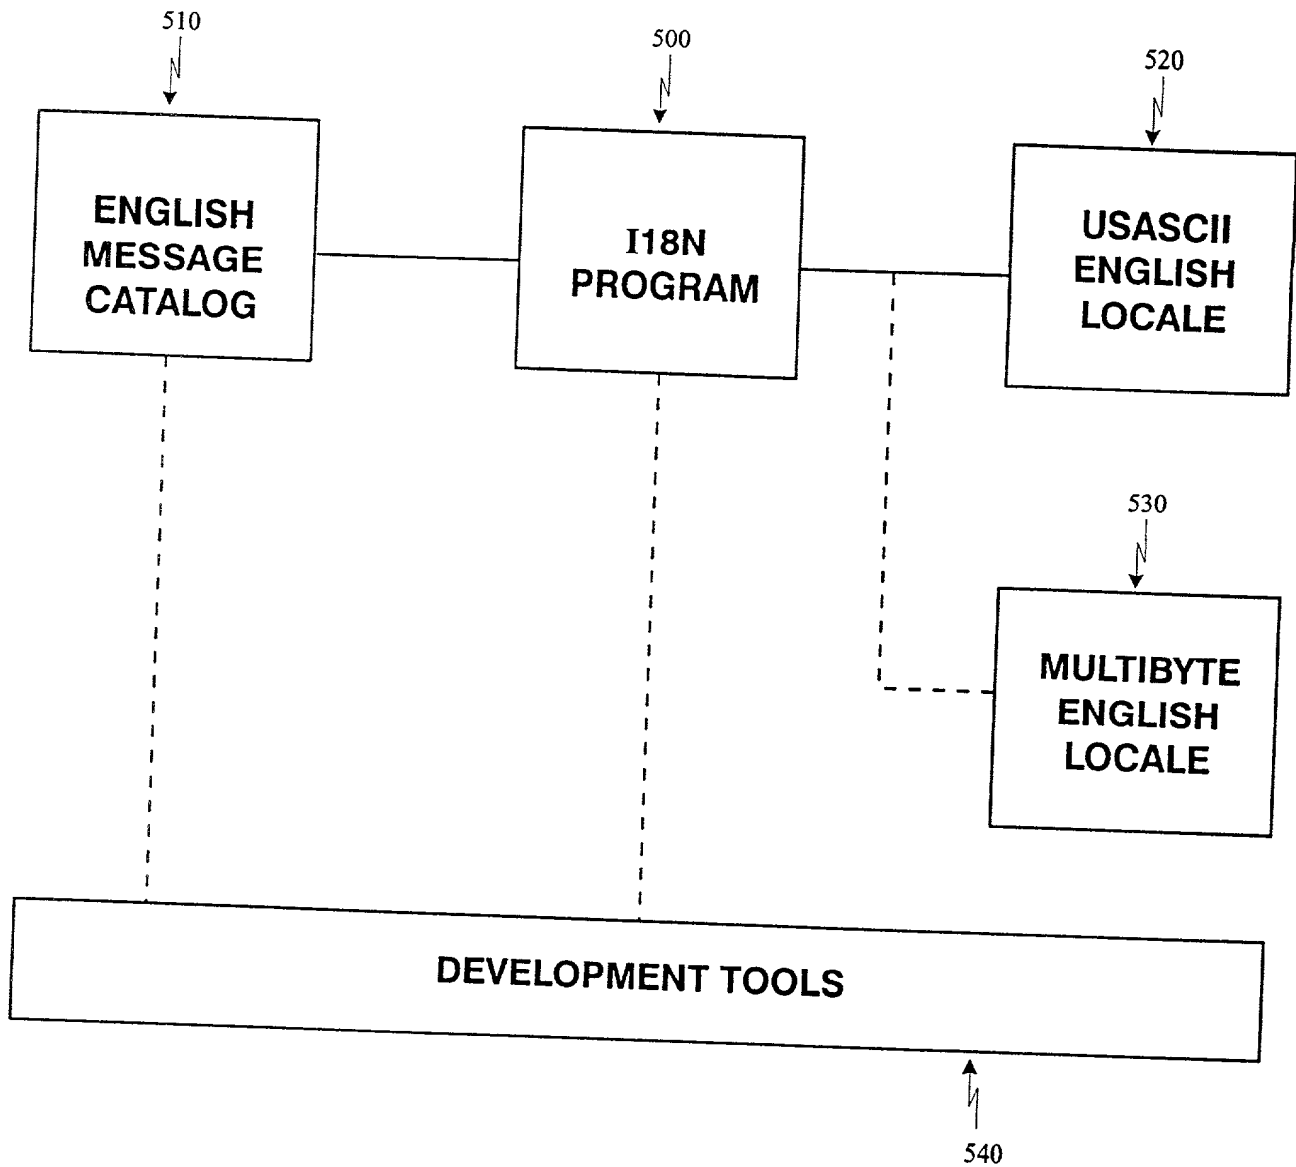 510
500
520
ENGLISH
MESSAGE
CATALOG
I18N
PROGRAM
USASCII
ENGLISH
LOCALE
530
MULTIBYTE
ENGLISH
LOCALE
DEVELOPMENT TOOLS
540